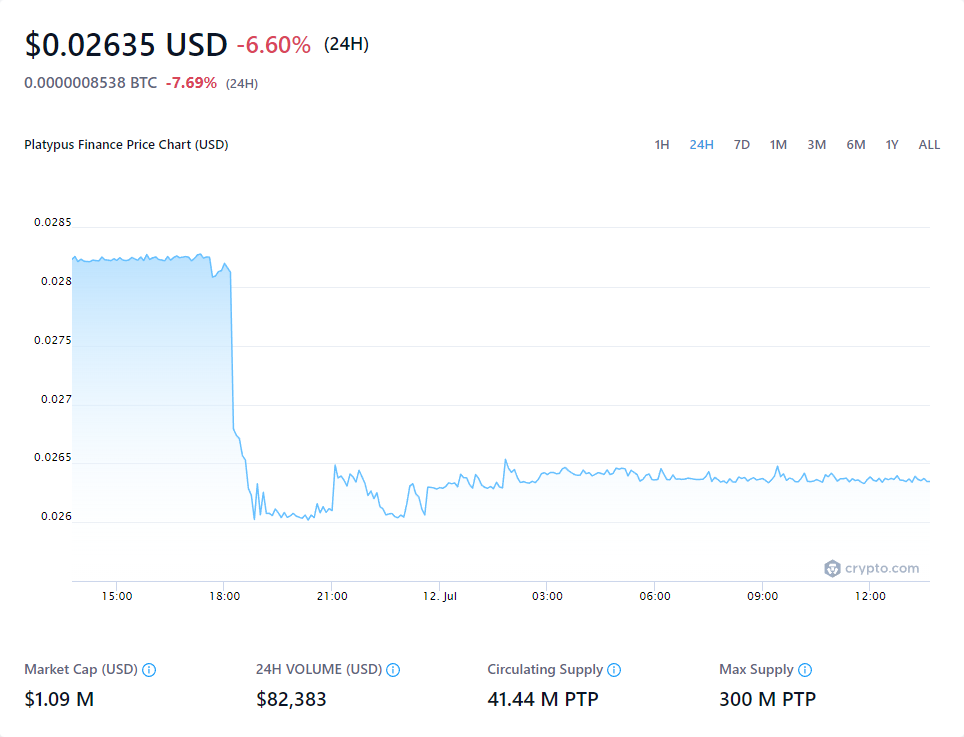 $0.02635 USD -6.60% (24H)
0.0000008538 BTC -7.69% (24H)
Platypus Finance Price Chart (USD) 1H 24H 7D 1M 3M 6M 1Y ALL
0.0285
0.028
0.0275
0.027
0.0265
0.026
crypto.com
15:00 18:00 21:00 12. Jul 03:00 06:00 09:00 12:00
Market Cap (USD) 24H VOLUME (USD) Circulating Supply Max Supply
$1.09 M $82,383 41.44 M PTP 300 M PTP